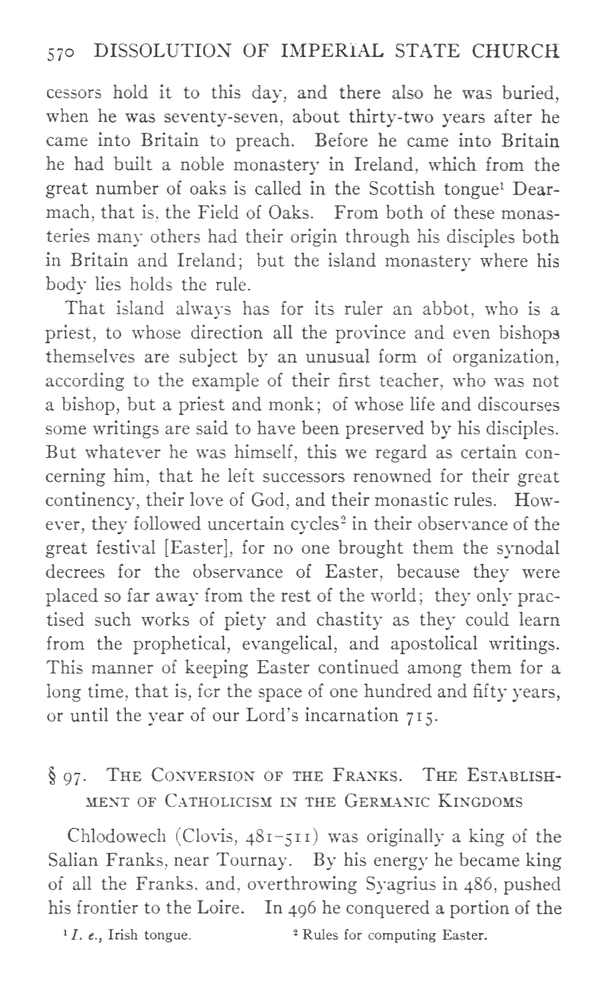 570 DISSOLUTION OF IMPERIAL STATE CHURCH
cessors hold it to this day, and there also he was buried,
when he was seventy-seven, about thirty-two years after he
came into Britain to preach. Before he came into Britain
he had built a noble monastery in Ireland, which from the
great number of oaks is called in the Scottish tongue¹ Dear-
mach, that is, the Field of Oaks. From both of these monas-
teries many others had their origin through his disciples both
in Britain and Ireland; but the island monastery where his
body lies holds the rule.
That island always has for its ruler an abbot, who is a
priest, to whose direction all the province and even bishops
themselves are subject by an unusual form of organization,
according to the example of their first teacher, who was not
a bishop, but a priest and monk; of whose life and discourses
some writings are said to have been preserved by his disciples.
But whatever he was himself, this we regard as certain con-
cerning him, that he left successors renowned for their great
continency, their love of God, and their monastic rules. How-
ever, they followed uncertain cycles² in their observance of the
great festival [Easter], for no one brought them the synodal
decrees for the observance of Easter, because they were
placed so far away from the rest of the world; they only prac-
tised such works of piety and chastity as they could learn
from the prophetical, evangelical, and apostolical writings.
This manner of keeping Easter continued among them for a
long time, that is, for the space of one hundred and fifty years,
or until the year of our Lord's incarnation 715.
§ 97. The Conversion of the Franks. The Establish-
ment of Catholicism in the Germanic Kingdoms
Chlodowech (Clovis, 481–511) was originally a king of the
Salian Franks, near Tournay. By his energy he became king
of all the Franks, and, overthrowing Syagrius in 486, pushed
his frontier to the Loire. In 496 he conquered a portion of the
¹ I. e., Irish tongue. ² Rules for computing Easter.